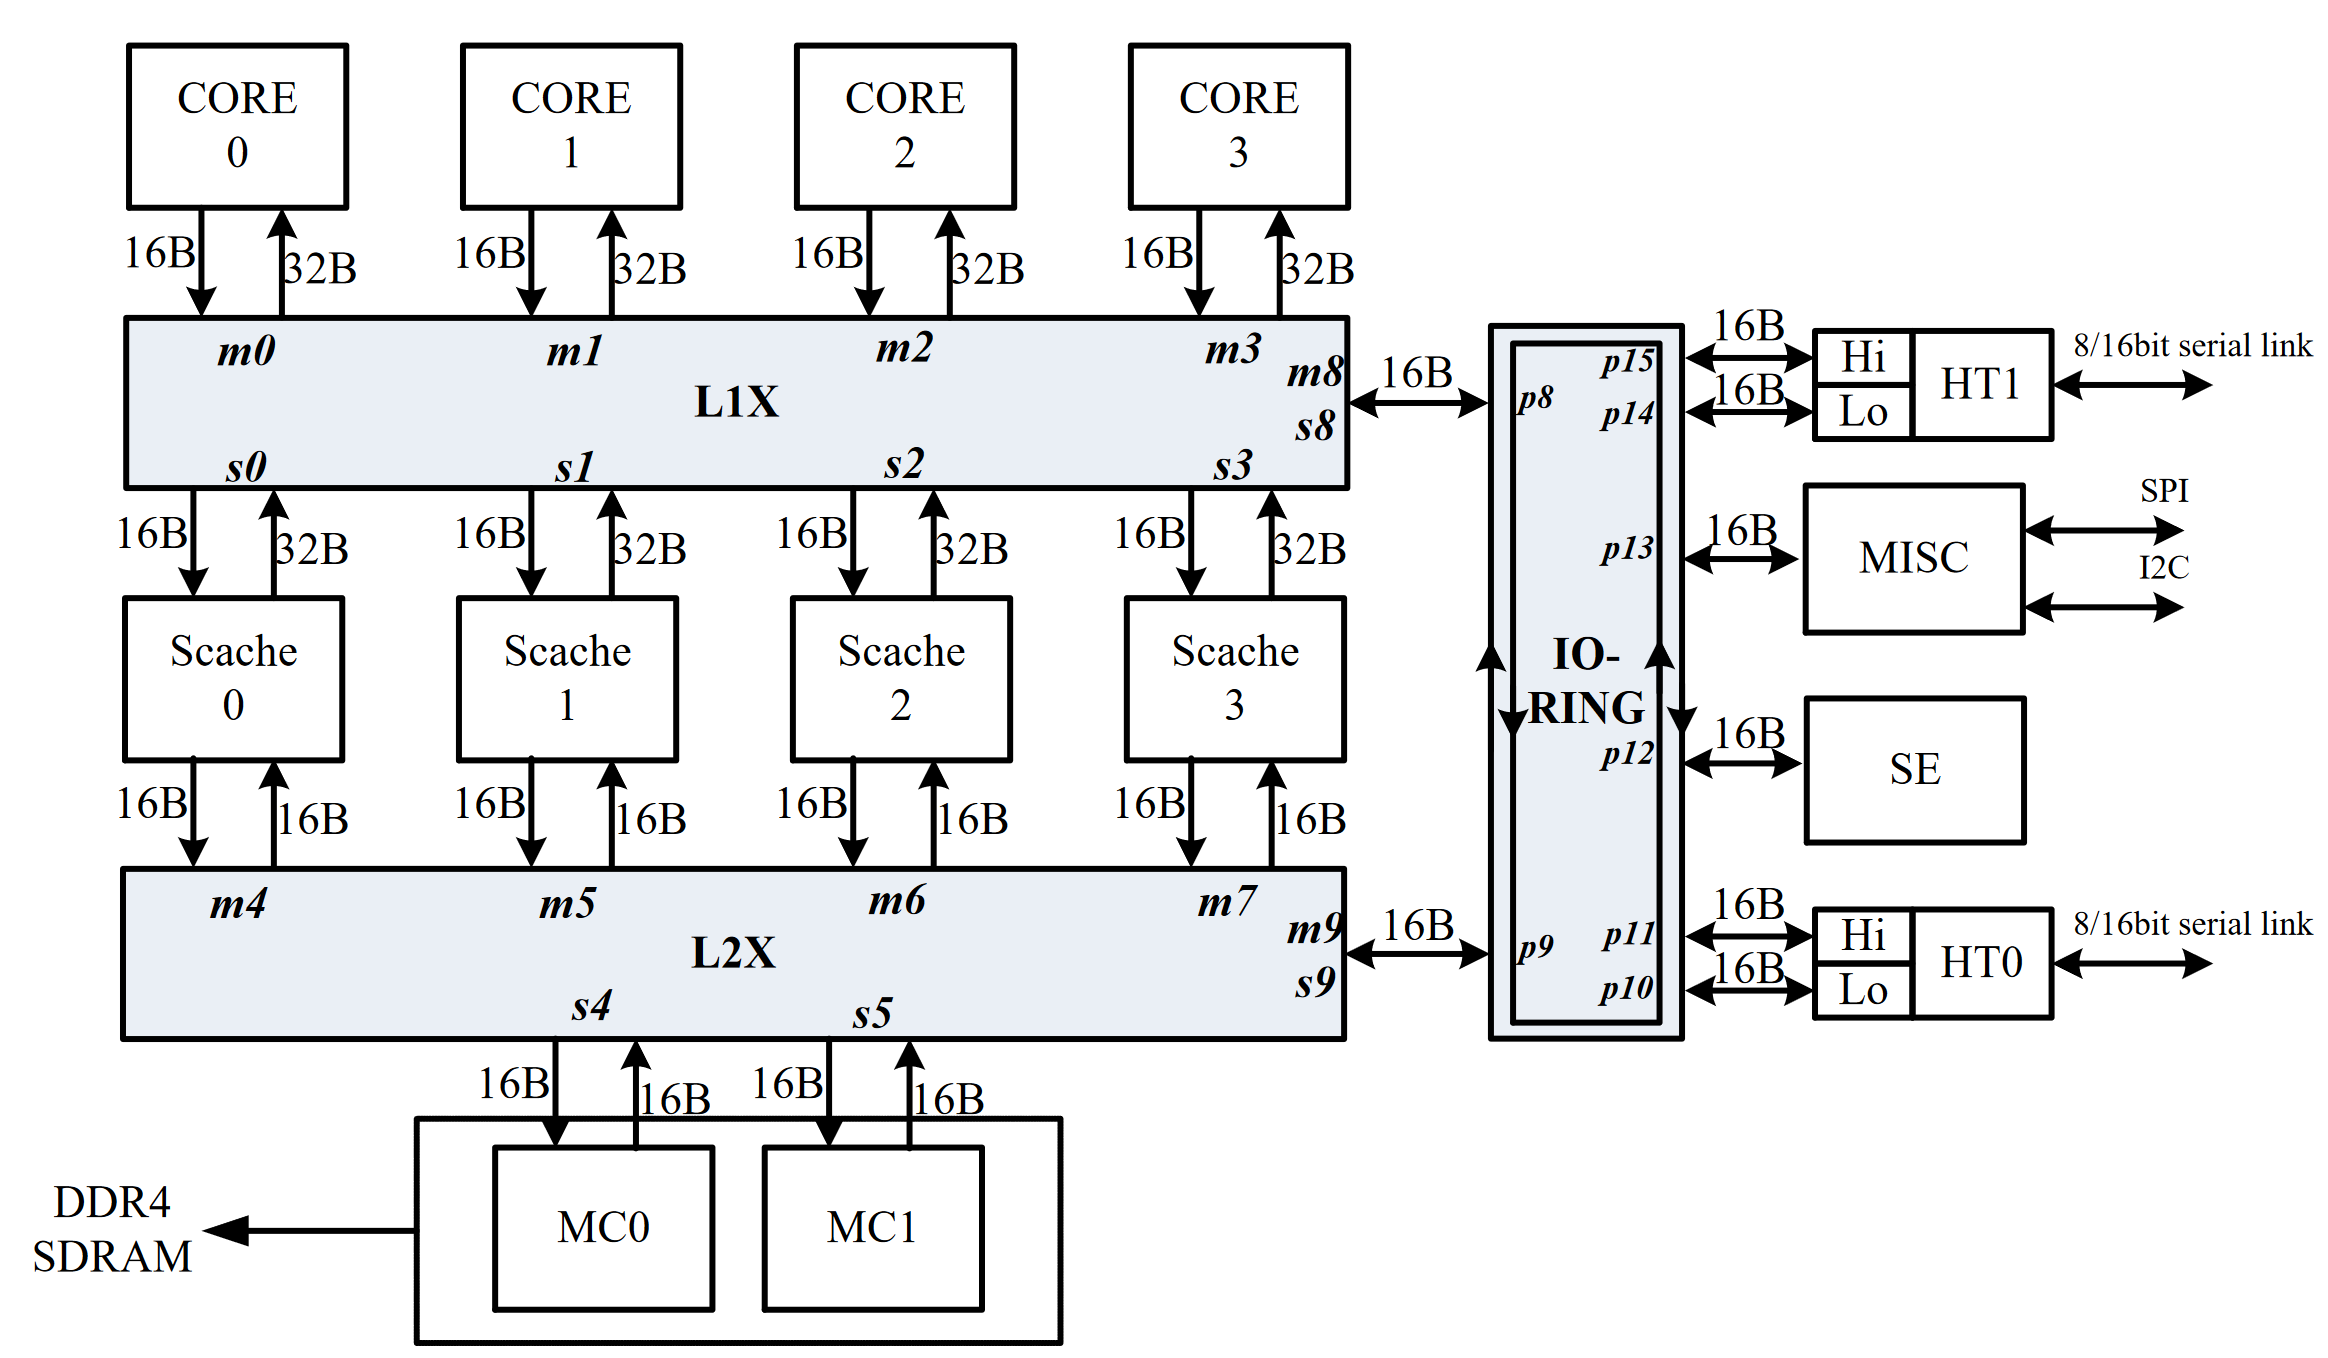 CORE
0
CORE
1
CORE
2
CORE
3
16B
32B
16B
32B
16B
32B
16B
32B
m0
m1
m2
m3
m8
L1X
s8
s0
s1
s2
s3
16B
16B
32B
16B
32B
16B
32B
16B
32B
Scache
0
Scache
1
Scache
2
Scache
3
16B
16B
16B
16B
16B
16B
16B
16B
m4
m5
m6
m7
m9
L2X
s9
s4
s5
16B
16B
16B
16B
16B
MC0
MC1
DDR4
SDRAM
p8
p15
p14
p13
IO-
RING
p12
p9
p11
p10
16B
16B
Hi
Lo
HT1
8/16bit serial link
16B
MISC
SPI
I2C
16B
SE
16B
16B
Hi
Lo
HT0
8/16bit serial link